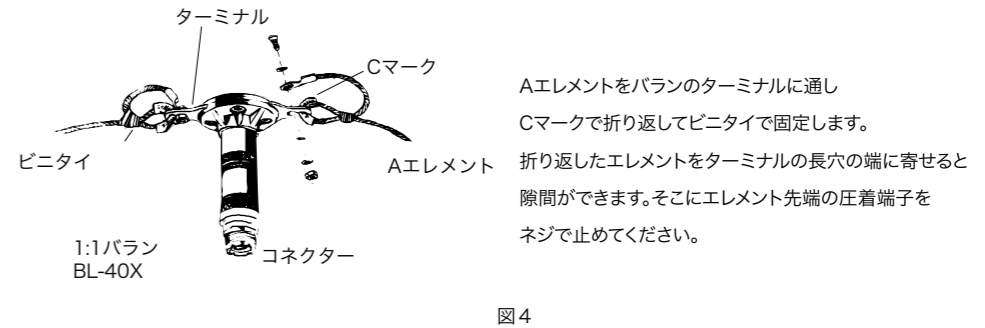 ターミナル
Cマーク
ビニタイ
Aエレメント
1:1バラン
BL-40X
コネクター
Aエレメントをバランのターミナルに通し
Cマークで折り返してビニタイで固定します。
折り返したエレメントをターミナルの長穴の端に寄せると
隙間ができます。そこにエレメント先端の圧着端子を
ネジで止めてください。
図4